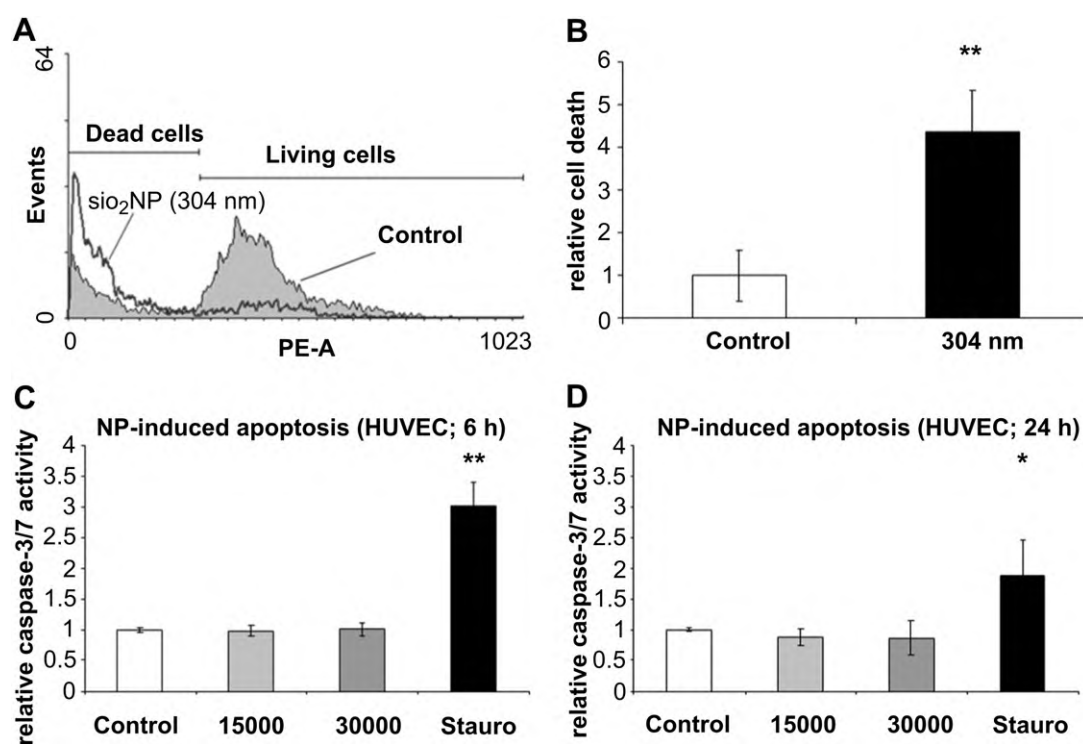 A
64
Events
0
Dead cells
Living cells
sio₂NP (304 nm)
Control
0
PE-A
1023
B
relative cell death
6
5
4
3
2
1
0
**
Control
304 nm
C
NP-induced apoptosis (HUVEC; 6 h)
relative caspase-3/7 activity
4
3.5
3
2.5
2
1.5
1
0.5
0
**
Control
15000
30000
Stauro
D
NP-induced apoptosis (HUVEC; 24 h)
relative caspase-3/7 activity
4
3.5
3
2.5
2
1.5
1
0.5
0
*
Control
15000
30000
Stauro